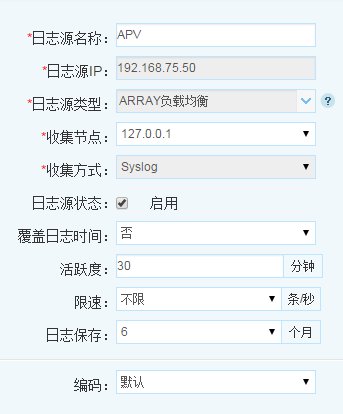 *日志源名称： APV
*日志源IP： 192.168.75.50
*日志源类型： ARRAY负载均衡 ?
*收集节点： 127.0.0.1
*收集方式： Syslog
日志源状态： 启用
覆盖日志时间： 否
活跃度： 30 分钟
限速： 不限 条/秒
日志保存： 6 个月
编码： 默认